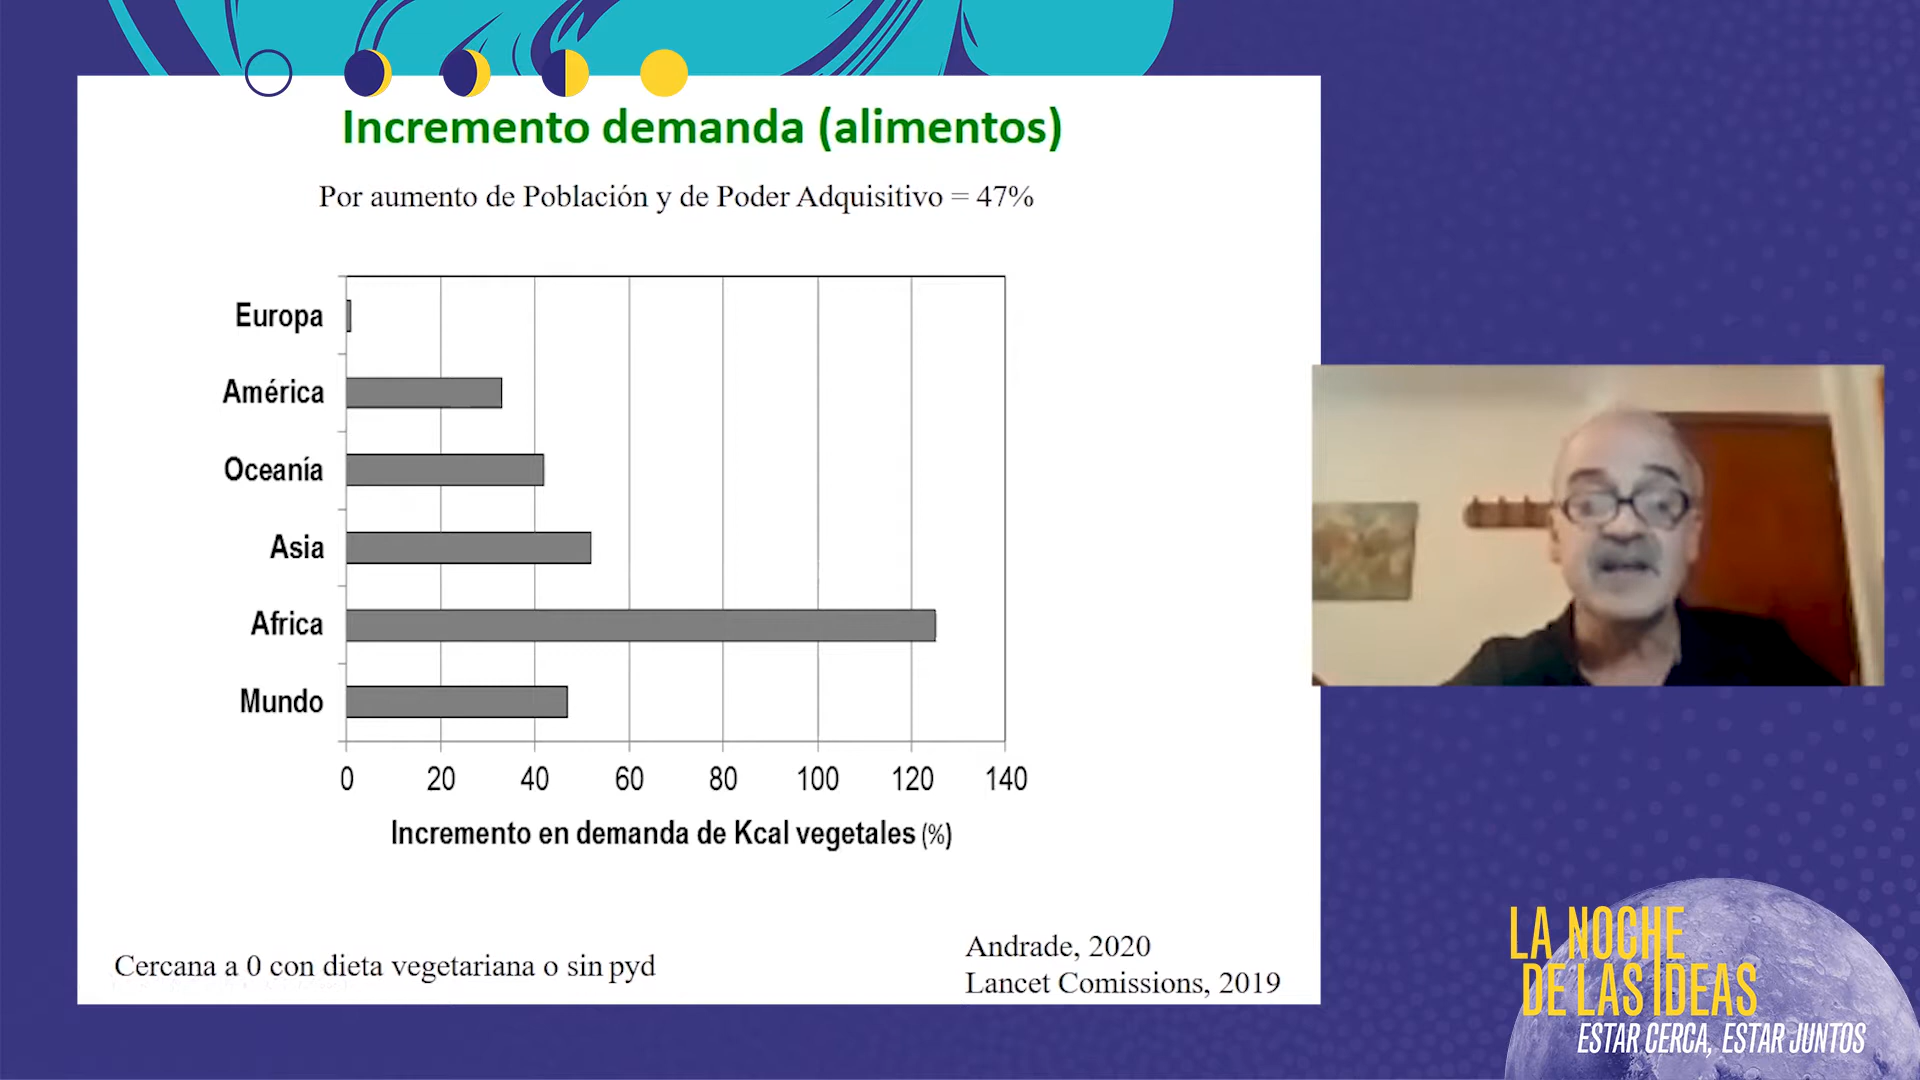 Incremento demanda (alimentos)
Por aumento de Población y de Poder Adquisitivo = 47%
Europa
América
Oceanía
Asia
Africa
Mundo
0 20 40 60 80 100 120 140
Incremento en demanda de Kcal vegetales (%)
Cercana a 0 con dieta vegetariana o sin pyd
Andrade, 2020
Lancet Comissions, 2019
LA NOCHE
DE LAS IDEAS
ESTAR CERCA, ESTAR JUNTOS